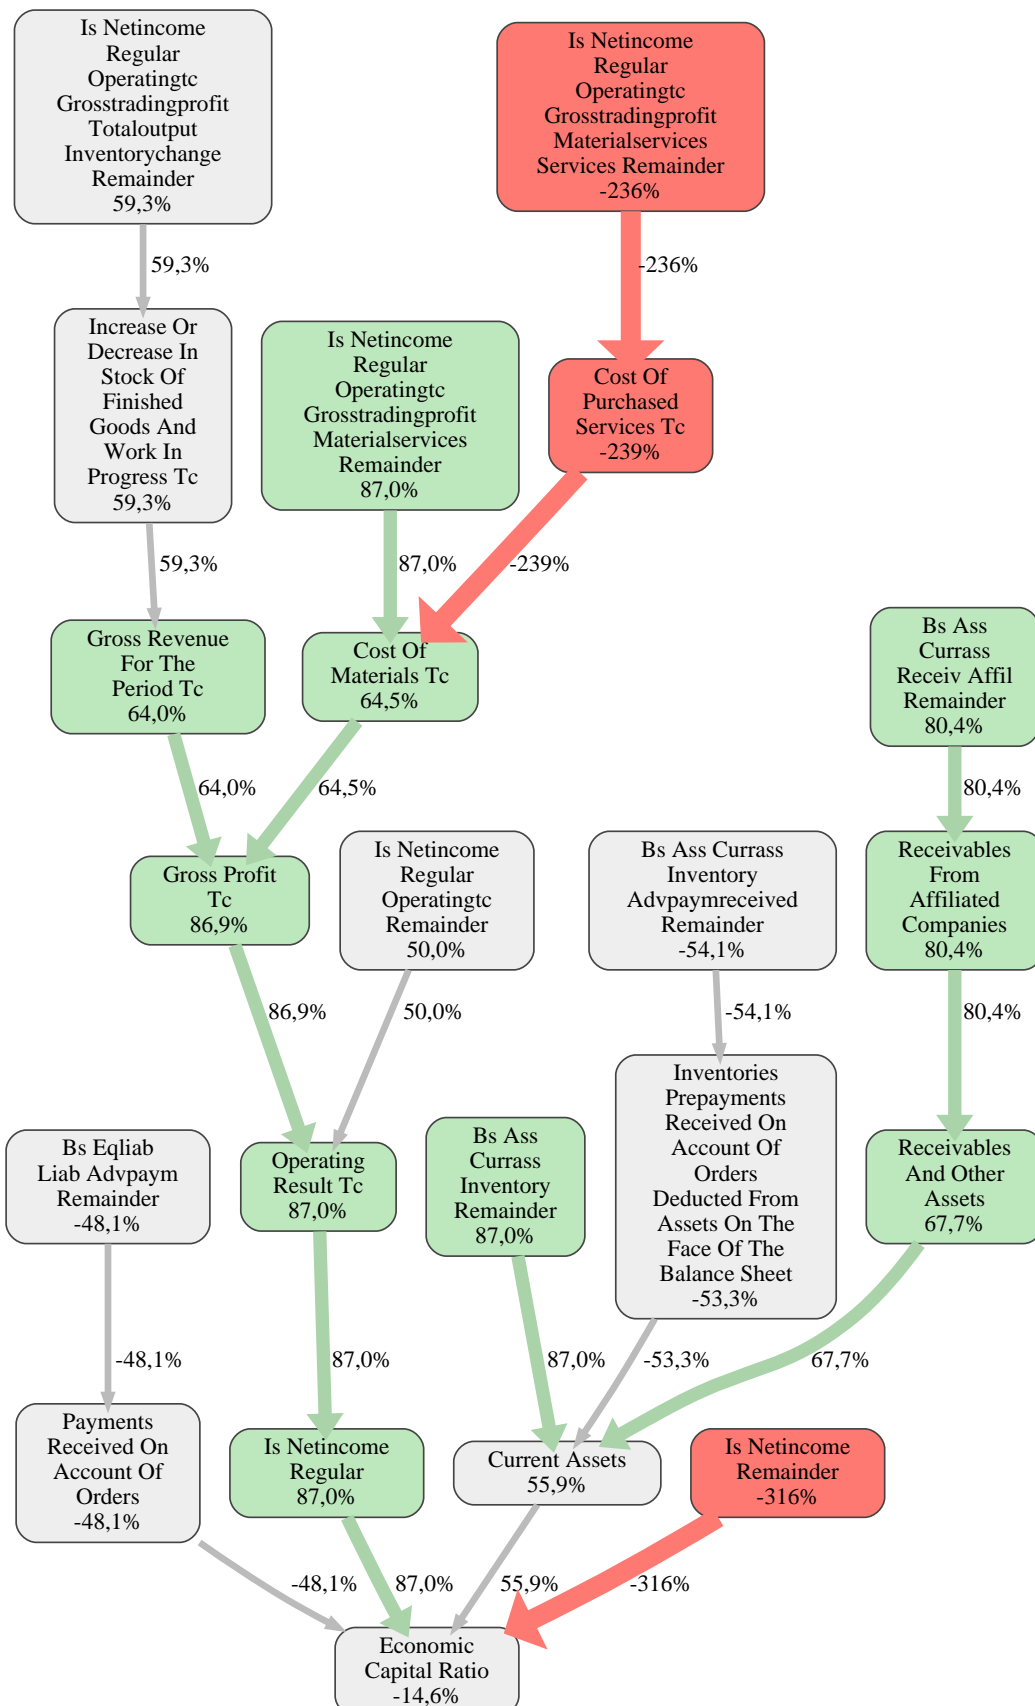 Is Netincome
Regular
Operatingtc
Grosstradingprofit
Totaloutput
Inventorychange
Remainder
59,3%
Is Netincome
Regular
Operatingtc
Grosstradingprofit
Materialservices
Services Remainder
-236%
59,3%
-236%
Increase Or
Decrease In
Stock Of
Finished
Goods And
Work In
Progress Tc
59,3%
Is Netincome
Regular
Operatingtc
Grosstradingprofit
Materialservices
Remainder
87,0%
Cost Of
Purchased
Services Tc
-239%
59,3%
87,0%
-239%
Gross Revenue
For The
Period Tc
64,0%
Cost Of
Materials Tc
64,5%
Bs Ass
Currass
Receiv Affil
Remainder
80,4%
64,0%
64,5%
80,4%
Gross Profit
Tc
86,9%
Is Netincome
Regular
Operatingtc
Remainder
50,0%
Bs Ass Currass
Inventory
Advpaymreceived
Remainder
-54,1%
Receivables
From
Affiliated
Companies
80,4%
86,9%
50,0%
-54,1%
80,4%
Bs Eqliab
Liab Advpaym
Remainder
-48,1%
Operating
Result Tc
87,0%
Bs Ass
Currass
Inventory
Remainder
87,0%
Inventories
Prepayments
Received On
Account Of
Orders
Deducted From
Assets On The
Face Of The
Balance Sheet
-53,3%
Receivables
And Other
Assets
67,7%
-48,1%
87,0%
87,0%
-53,3%
67,7%
Payments
Received On
Account Of
Orders
-48,1%
Is Netincome
Regular
87,0%
Current Assets
55,9%
Is Netincome
Remainder
-316%
-48,1%
87,0%
55,9%
-316%
Economic
Capital Ratio
-14,6%